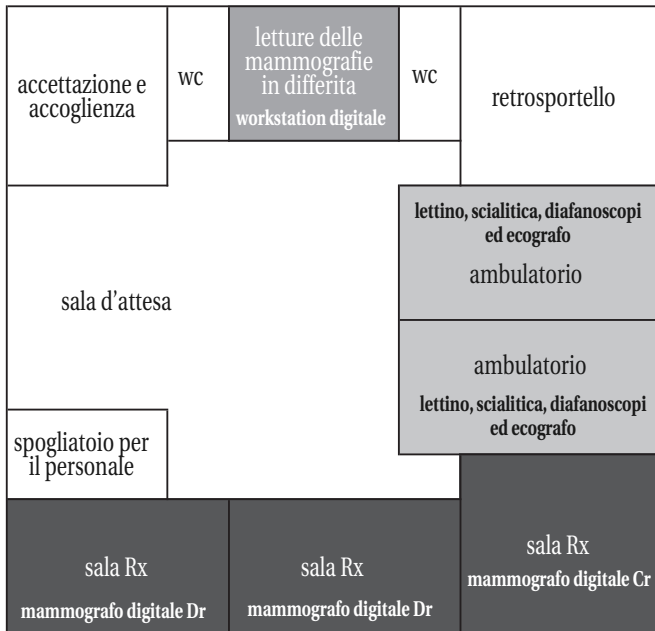 accettazione e
accoglienza
wc
letture delle
mammografie
in differita
workstation digitale
wc
retrosportello
lettino, scialitica, diafanoscopi
ed ecografo
ambulatorio
sala d’attesa
ambulatorio
lettino, scialitica, diafanoscopi
ed ecografo
spogliatoio per
il personale
sala Rx
mammografo digitale Dr
sala Rx
mammografo digitale Dr
sala Rx
mammografo digitale Cr